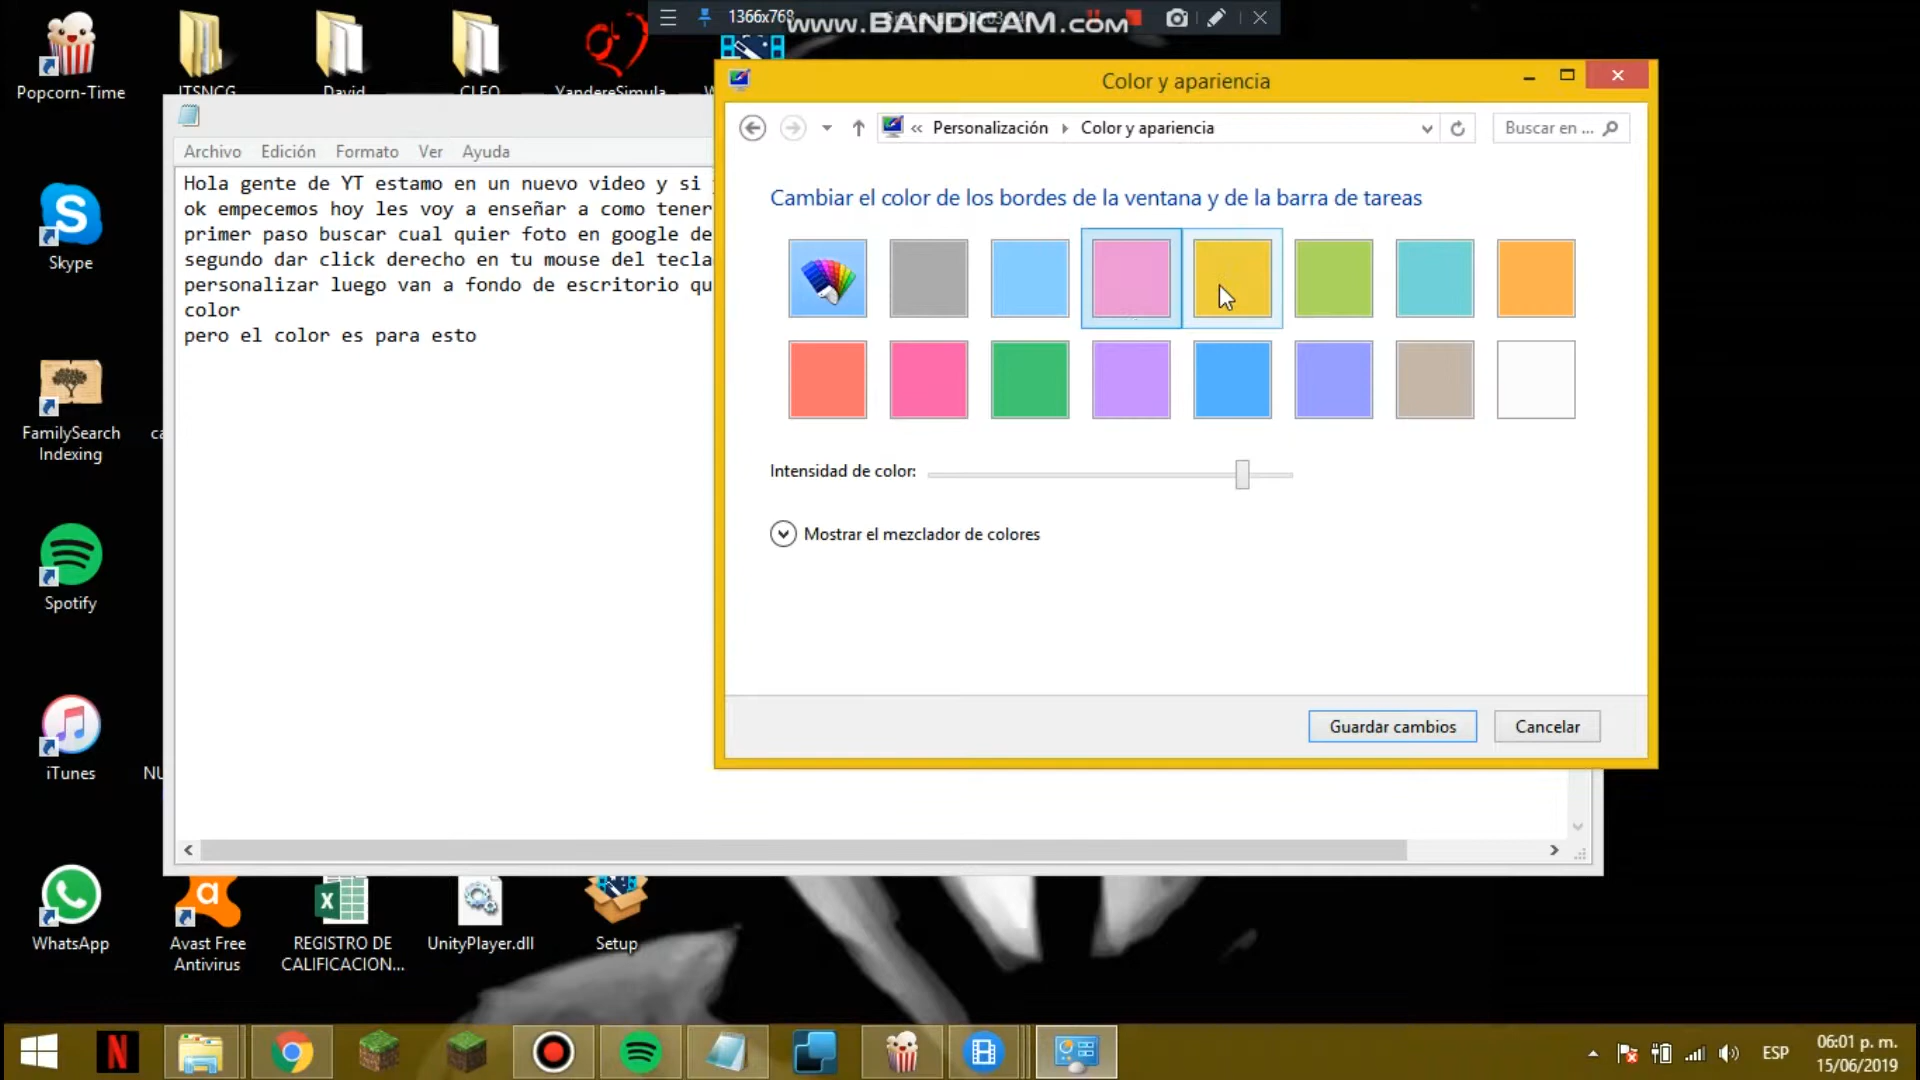 1366x768
www.BANDICAM.com
Popcorn-Time
ITSNCG
David
CLEO
YandereSimula
Color y apariencia
Personalización
Color y apariencia
Buscar en ...
Archivo Edición Formato Ver Ayuda
Hola gente de YT estamo en un nuevo video y si
ok empecemos hoy les voy a enseñar a como tener
primer paso buscar cual quier foto en google de
segundo dar click derecho en tu mouse del tecla
personalizar luego van a fondo de escritorio qu
color
pero el color es para esto
Cambiar el color de los bordes de la ventana y de la barra de tareas
Intensidad de color:
Mostrar el mezclador de colores
Guardar cambios
Cancelar
Skype
FamilySearch
Indexing
ca
Spotify
iTunes
NU
WhatsApp
Avast Free
Antivirus
REGISTRO DE
CALIFICACION...
UnityPlayer.dll
Setup
ESP
06:01 p. m.
15/06/2019